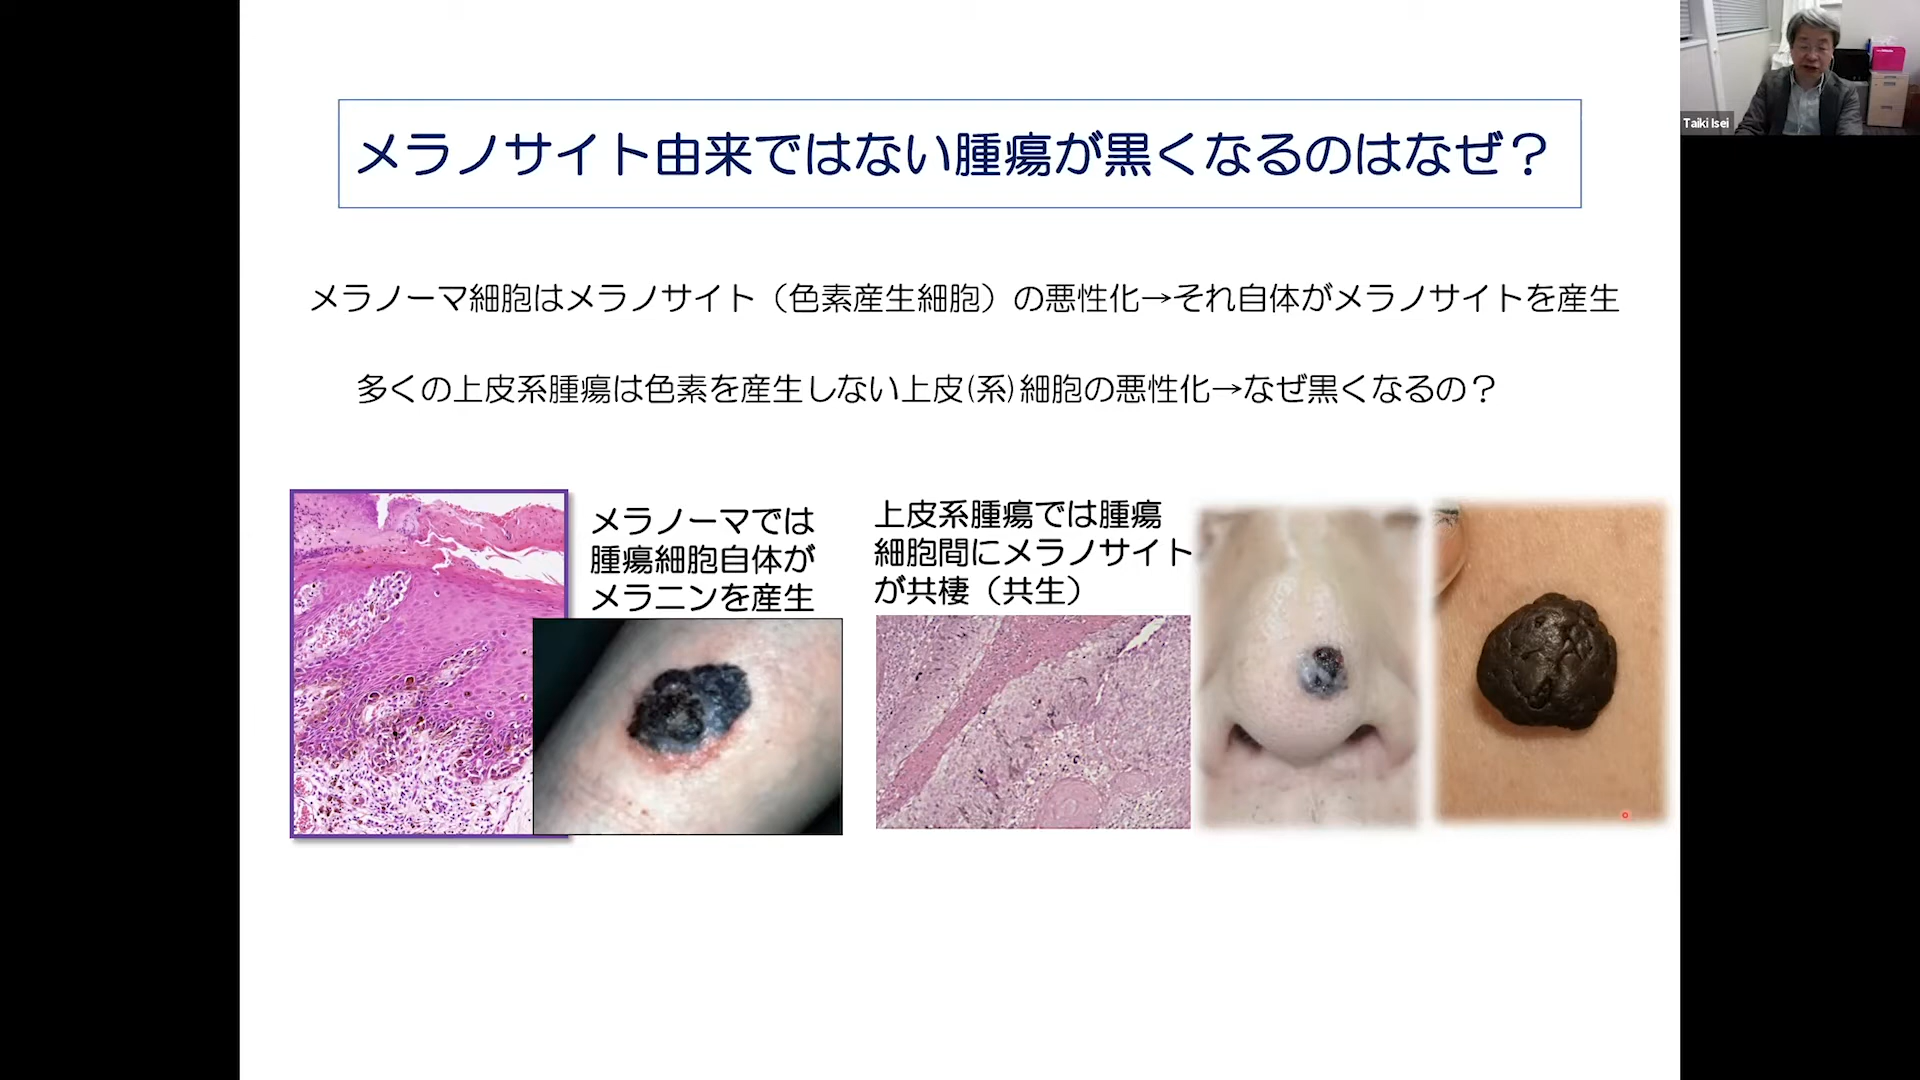 メラノサイト由来ではない腫瘍が黒くなるのはなぜ？
メラノーマ細胞はメラノサイト（色素産生細胞）の悪性化→それ自体がメラノサイトを産生
多くの上皮系腫瘍は色素を産生しない上皮(系)細胞の悪性化→なぜ黒くなるの？
メラノーマでは
腫瘍細胞自体が
メラニンを産生
上皮系腫瘍では腫瘍
細胞間にメラノサイト
が共棲（共生）
Taiki Isei